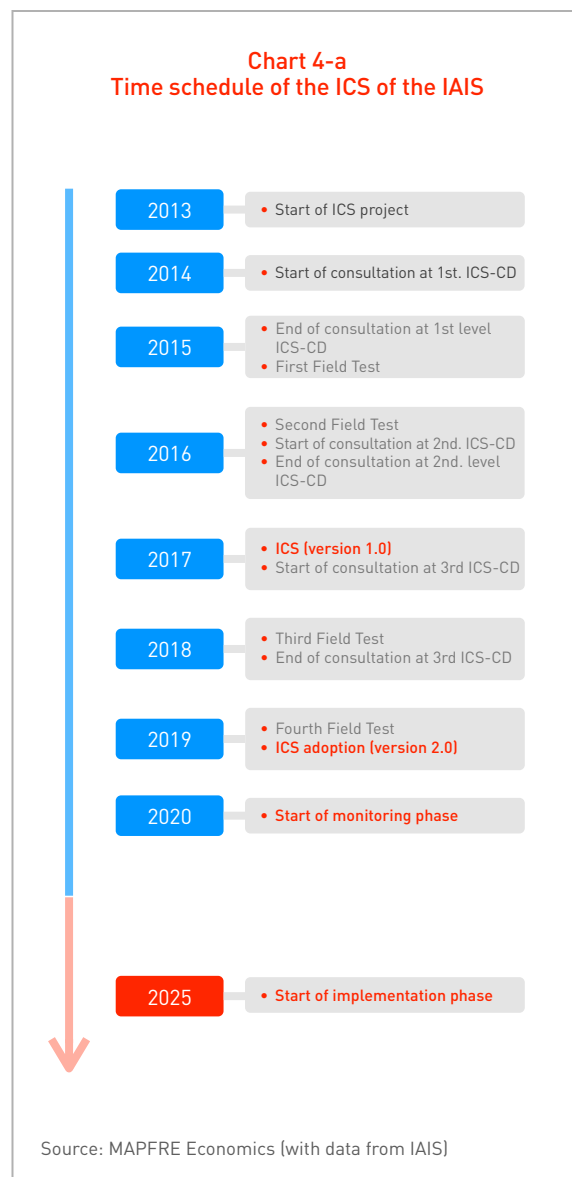 Chart 4-a
Time schedule of the ICS of the IAIS
2013
• Start of ICS project
2014
• Start of consultation at 1st. ICS-CD
2015
• End of consultation at 1st level
ICS-CD
• First Field Test
2016
• Second Field Test
• Start of consultation at 2nd. ICS-CD
• End of consultation at 2nd. level
ICS-CD
2017
• ICS (version 1.0)
• Start of consultation at 3rd ICS-CD
2018
• Third Field Test
• End of consultation at 3rd ICS-CD
2019
• Fourth Field Test
• ICS adoption (version 2.0)
2020
• Start of monitoring phase
2025
• Start of implementation phase
Source: MAPFRE Economics (with data from IAIS)